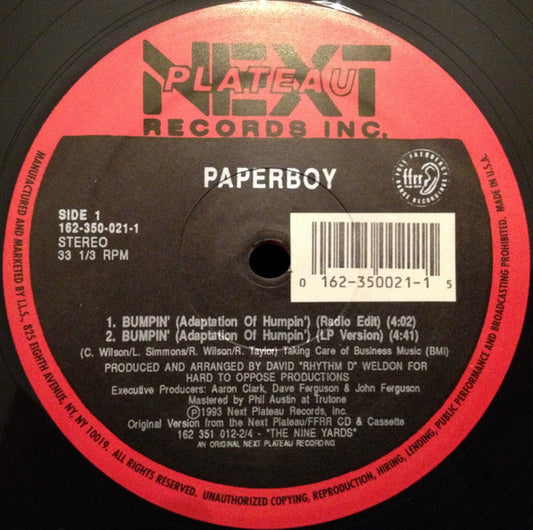 NEXT
PLATEAU
RECORDS INC.
PAPERBOY
FULL FREQUENCY
ffrr
RANGE RECORDINGS
SIDE 1
162-350-021-1
STEREO
33 1/3 RPM
0 162-350021-1 5
1. BUMPIN' (Adaptation Of Humpin') (Radio Edit) (4:02)
2. BUMPIN' (Adaptation Of Humpin') (LP Version) (4:41)
(C. Wilson/L. Simmons/R. Wilson/R. Taylor) Taking Care of Business Music (BMI)
PRODUCED AND ARRANGED BY DAVID "RHYTHM D" WELDON FOR
HARD TO OPPOSE PRODUCTIONS
Executive Producers: Aaron Clark, Dave Ferguson & John Ferguson
Mastered by Phil Austin at Trutone
Ⓟ1993 Next Plateau Records, Inc.
Original Version from the Next Plateau/FFRR CD & Cassette
162 351 012-2/4 - "THE NINE YARDS"
AN ORIGINAL NEXT PLATEAU RECORDING
MANUFACTURED AND MARKETED BY I.L.S., 825 EIGHTH AVENUE, NY, NY 10019. ALL RIGHTS RESERVED. UNAUTHORIZED COPYING, REPRODUCTION, HIRING, LENDING, PUBLIC PERFORMANCE AND BROADCASTING PROHIBITED. MADE IN U.S.A.